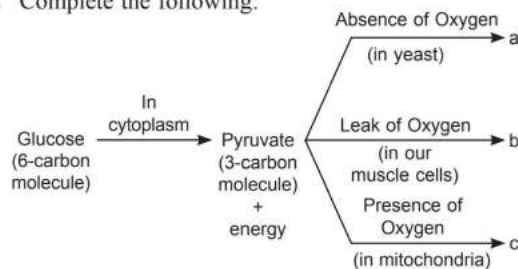 Complete the following:
Absence of Oxygen
a
(in yeast)
In
cytoplasm
Glucose
(6-carbon
molecule)
Pyruvate
(3-carbon
molecule)
+
energy
Leak of Oxygen
b
(in our
muscle cells)
Presence of
Oxygen
c
(in mitochondria)